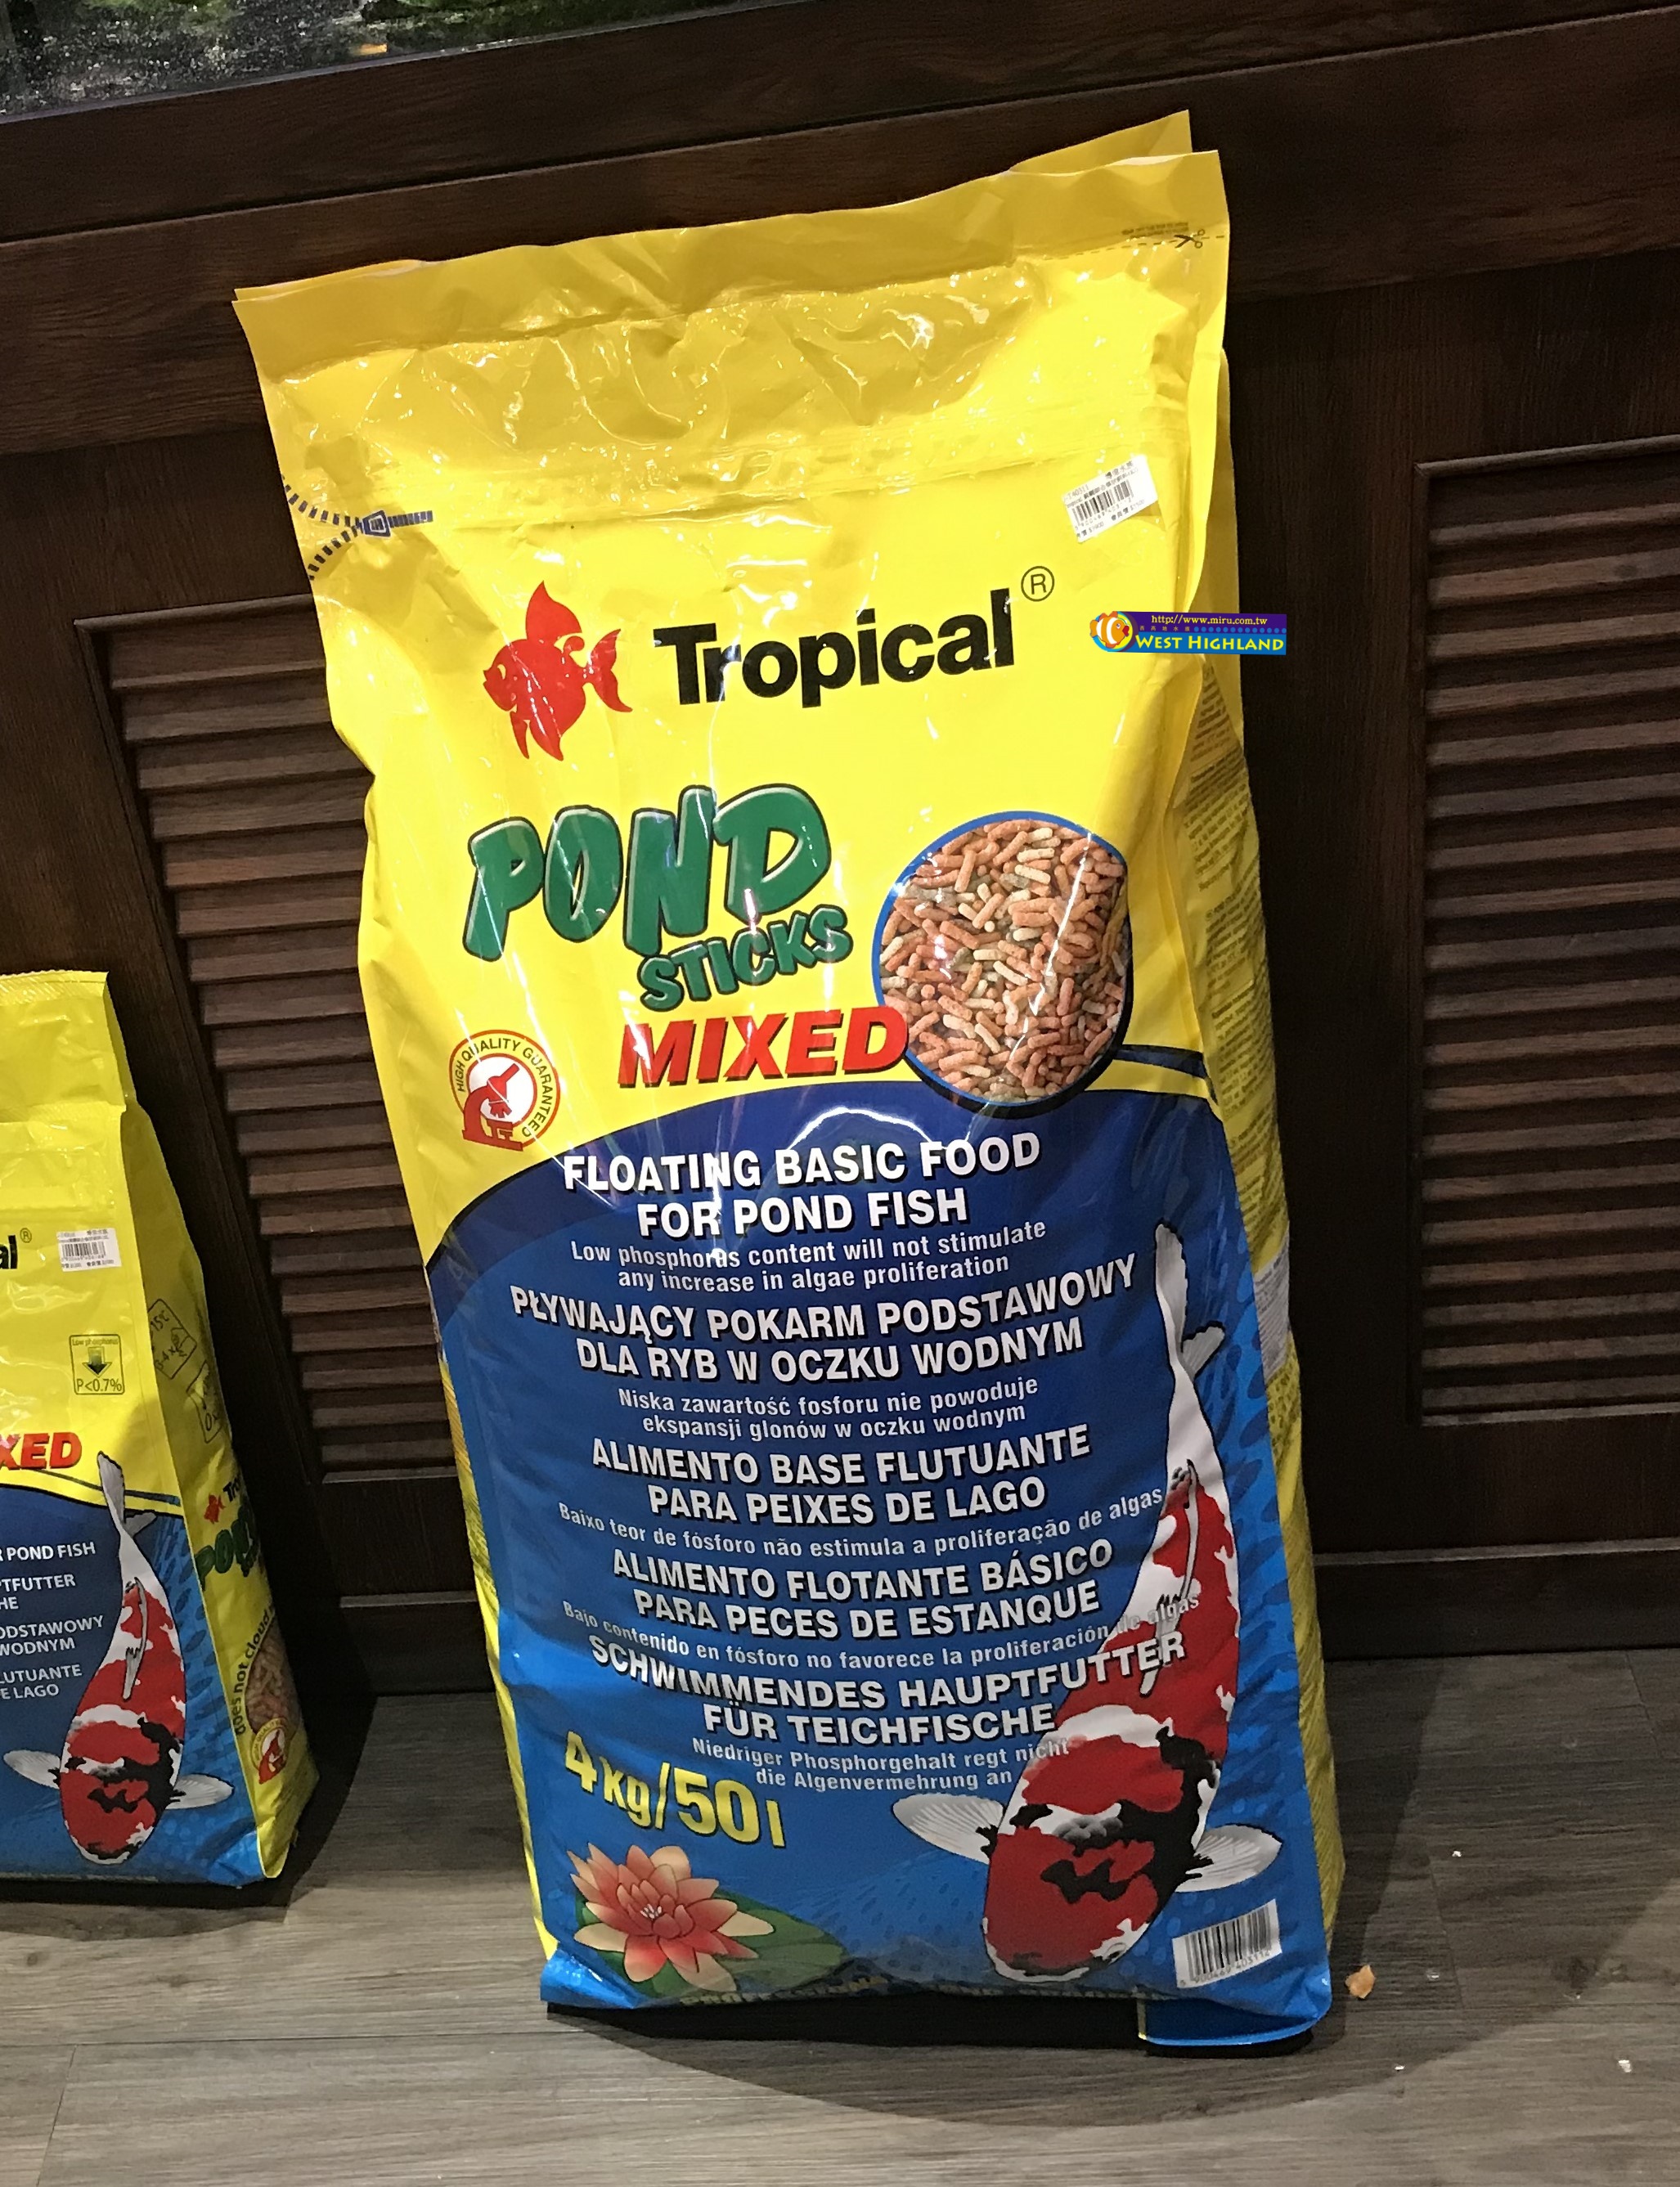 Tropical®
http://www.miru.com.tw
WEST HIGHLAND
POND
STICKS
MIXED
HIGH QUALITY GUARANTEED
FLOATING BASIC FOOD
FOR POND FISH
Low phosphorus content will not stimulate
any increase in algae proliferation
PŁYWAJĄCY POKARM PODSTAWOWY
DLA RYB W OCZKU WODNYM
Niska zawartość fosforu nie powoduje
ekspansji glonów w oczku wodnym
ALIMENTO BASE FLUTUANTE
PARA PEIXES DE LAGO
Baixo teor de fósforo não estimula a proliferação de algas
ALIMENTO FLOTANTE BÁSICO
PARA PECES DE ESTANQUE
Bajo contenido en fósforo no favorece la proliferación de algas
SCHWIMMENDES HAUPTFUTTER
FÜR TEICHFISCHE
Niedriger Phosphorgehalt regt nicht
die Algenvermehrung an
4kg/50l
al®
Low phosphorus
P<0.7%
XED
R POND FISH
PTFUTTER
HE
ODSTAWOWY
WODNYM
LUTUANTE
E LAGO
does not cloud